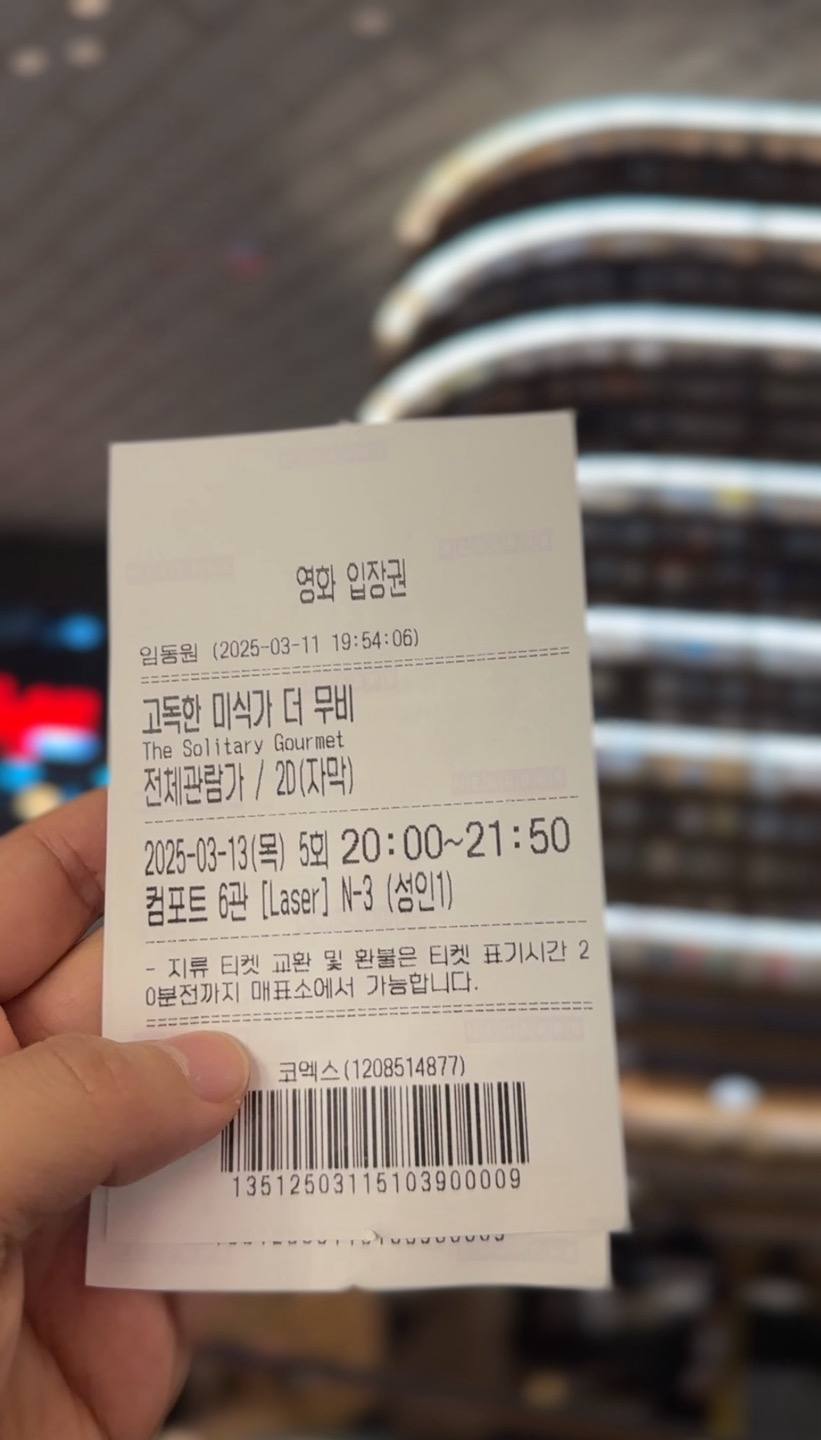 영화 입장권
임동원 (2025-03-11 19:54:06)
고독한 미식가 더 무비
The Solitary Gourmet
전체관람가 / 2D(자막)
2025-03-13(목) 5회 20:00~21:50
컴포트 6관 [Laser] N-3 (성인1)
- 지류 티켓 교환 및 환불은 티켓 표기시간 2
0분전까지 매표소에서 가능합니다.
코엑스(1208514877)
13512503115103900009